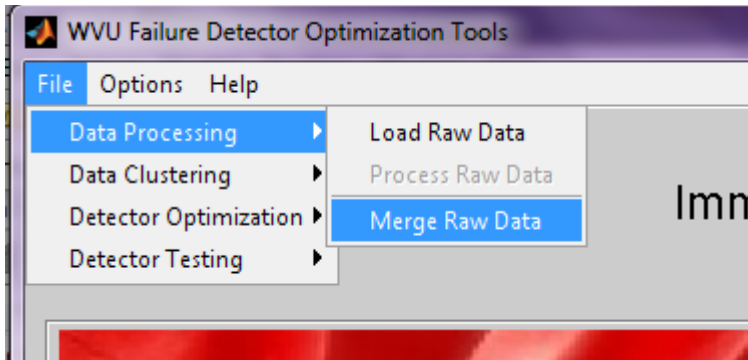 WVU Failure Detector Optimization Tools
File Options Help
Data Processing
Data Clustering
Detector Optimization
Detector Testing
Load Raw Data
Process Raw Data
Merge Raw Data
Imm